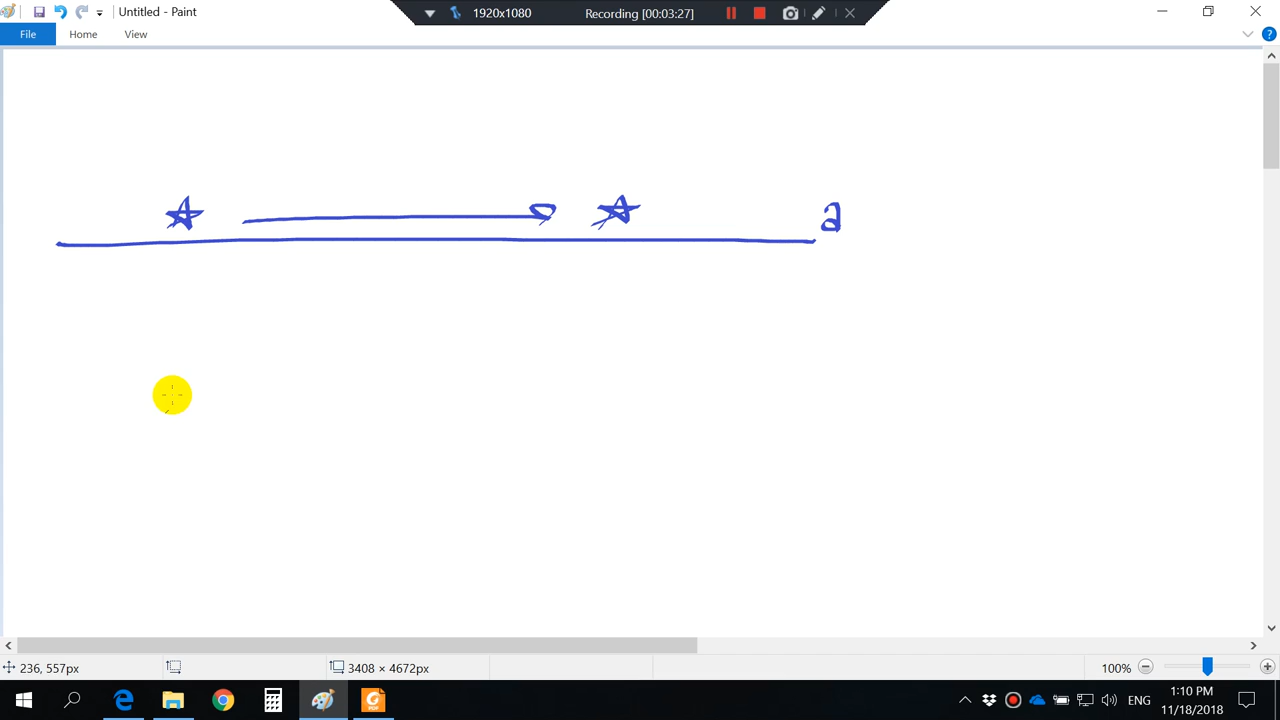 Untitled - Paint
1920x1080
Recording [00:03:27]
File Home View
a
236, 557px
3408 × 4672px
100%
ENG
1:10 PM
11/18/2018